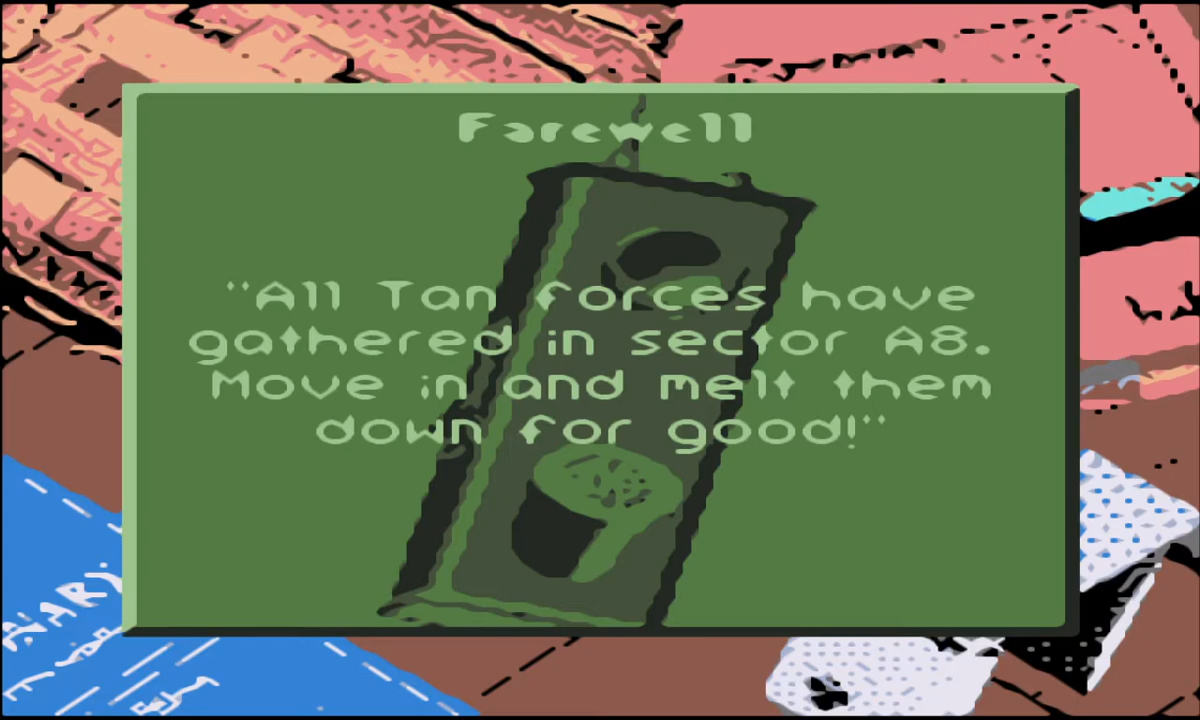 Farewell
"All Tan forces have
gathered in sector A8.
Move in and melt them
down for good!"